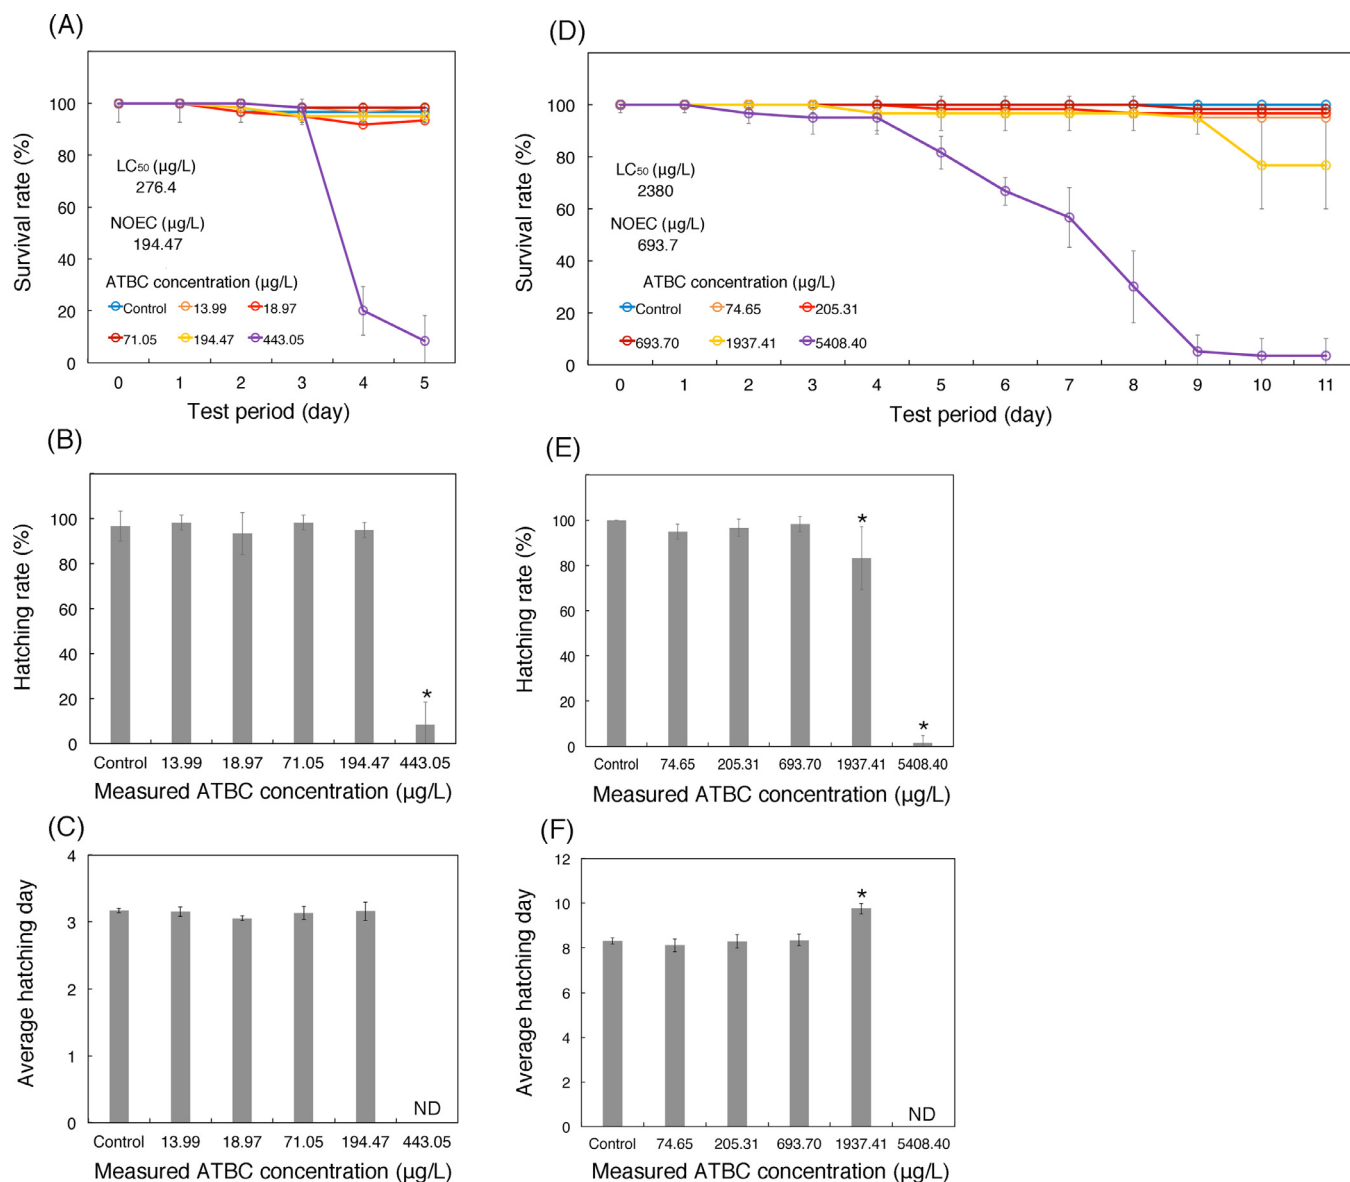 (A)
Survival rate (%)
100
80
60
40
20
0
LC₅₀ (µg/L)
276.4
NOEC (µg/L)
194.47
ATBC concentration (µg/L)
Control 13.99 18.97
71.05 194.47 443.05
0 1 2 3 4 5
Test period (day)
(D)
Survival rate (%)
100
80
60
40
20
0
LC₅₀ (µg/L)
2380
NOEC (µg/L)
693.7
ATBC concentration (µg/L)
Control 74.65 205.31
693.70 1937.41 5408.40
0 1 2 3 4 5 6 7 8 9 10 11
Test period (day)
(B)
Hatching rate (%)
100
80
60
40
20
0
*
Control 13.99 18.97 71.05 194.47 443.05
Measured ATBC concentration (µg/L)
(E)
Hatching rate (%)
100
80
60
40
20
0
*
*
Control 74.65 205.31 693.70 1937.41 5408.40
Measured ATBC concentration (µg/L)
(C)
Average hatching day
4
3
2
1
0
ND
Control 13.99 18.97 71.05 194.47 443.05
Measured ATBC concentration (µg/L)
(F)
Average hatching day
12
10
8
6
4
2
0
*
ND
Control 74.65 205.31 693.70 1937.41 5408.40
Measured ATBC concentration (µg/L)